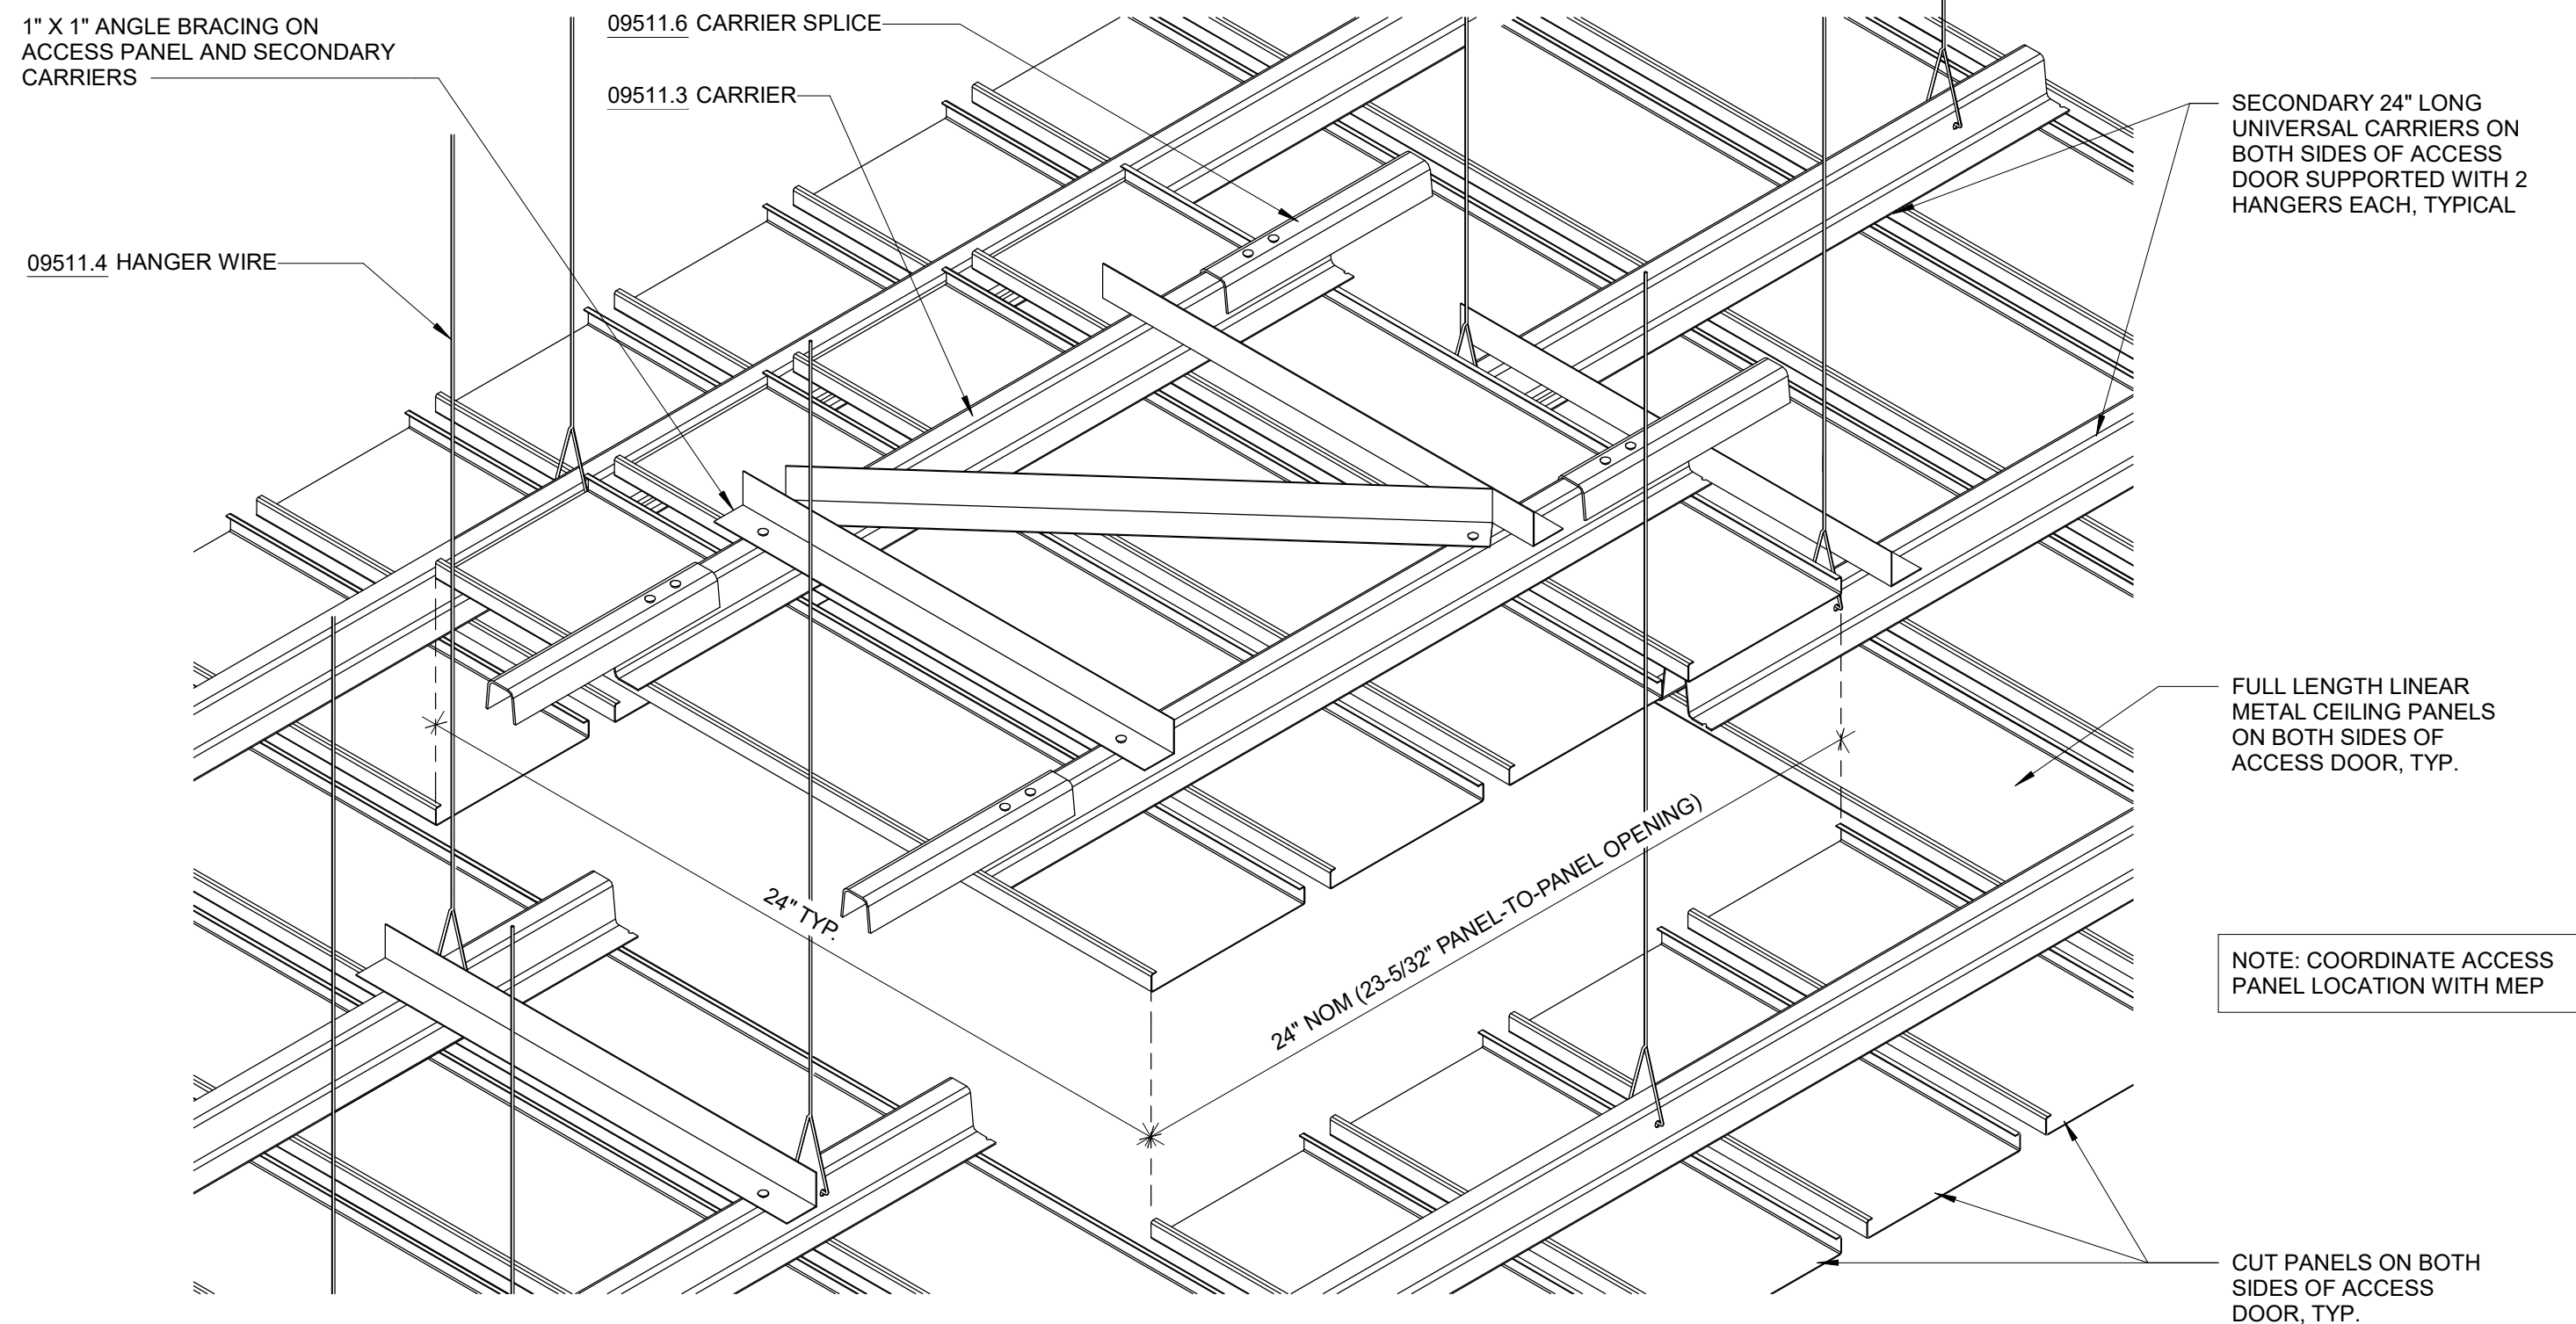 1" X 1" ANGLE BRACING ON
ACCESS PANEL AND SECONDARY
CARRIERS
09511.6 CARRIER SPLICE
09511.3 CARRIER
09511.4 HANGER WIRE
SECONDARY 24" LONG
UNIVERSAL CARRIERS ON
BOTH SIDES OF ACCESS
DOOR SUPPORTED WITH 2
HANGERS EACH, TYPICAL
FULL LENGTH LINEAR
METAL CEILING PANELS
ON BOTH SIDES OF
ACCESS DOOR, TYP.
24" TYP.
24" NOM (23-5/32" PANEL-TO-PANEL OPENING)
NOTE: COORDINATE ACCESS
PANEL LOCATION WITH MEP
CUT PANELS ON BOTH
SIDES OF ACCESS
DOOR, TYP.